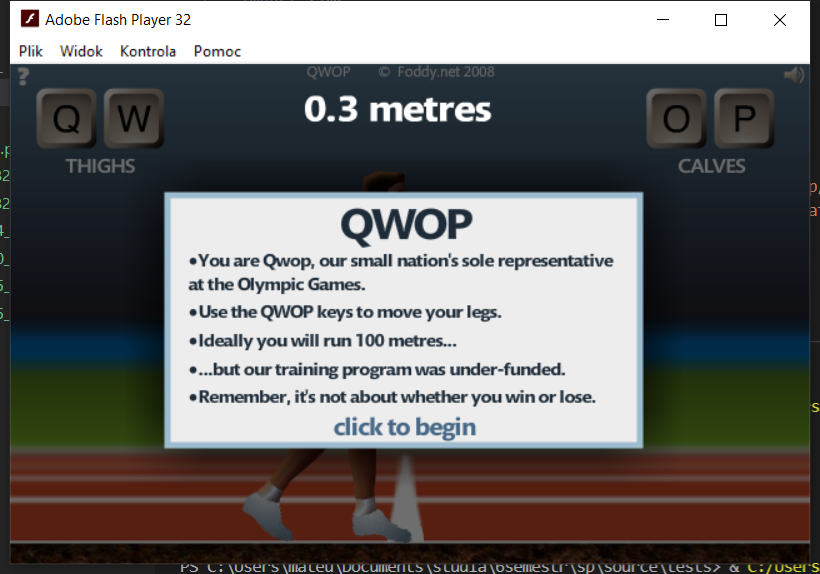 Adobe Flash Player 32
Plik Widok Kontrola Pomoc
? QWOP © Foddy.net 2008
Q W 0.3 metres O P
THIGHS CALVES
QWOP
•You are Qwop, our small nation's sole representative
at the Olympic Games.
•Use the QWOP keys to move your legs.
•Ideally you will run 100 metres...
•...but our training program was under-funded.
•Remember, it's not about whether you win or lose.
click to begin
PS C:\Users\mateu\Documents\studia\6semestr\sp\source\tests> & C:/Users